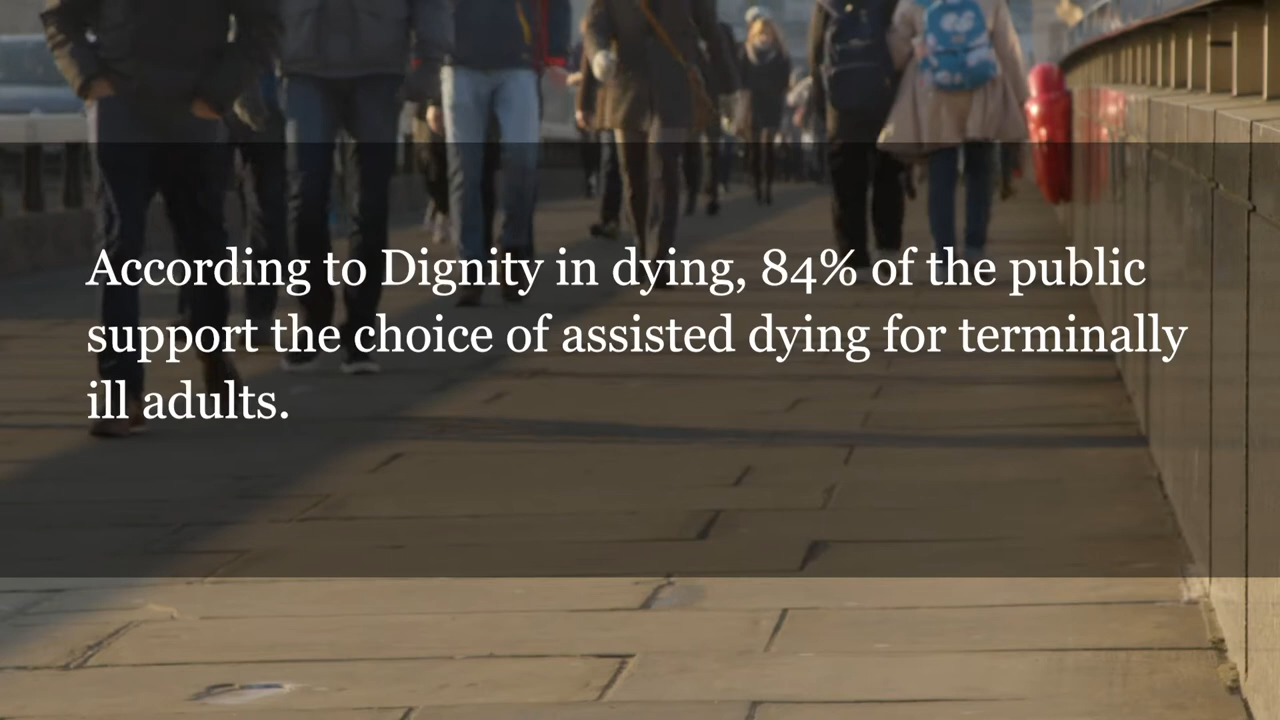 According to Dignity in dying, 84% of the public
support the choice of assisted dying for terminally
ill adults.